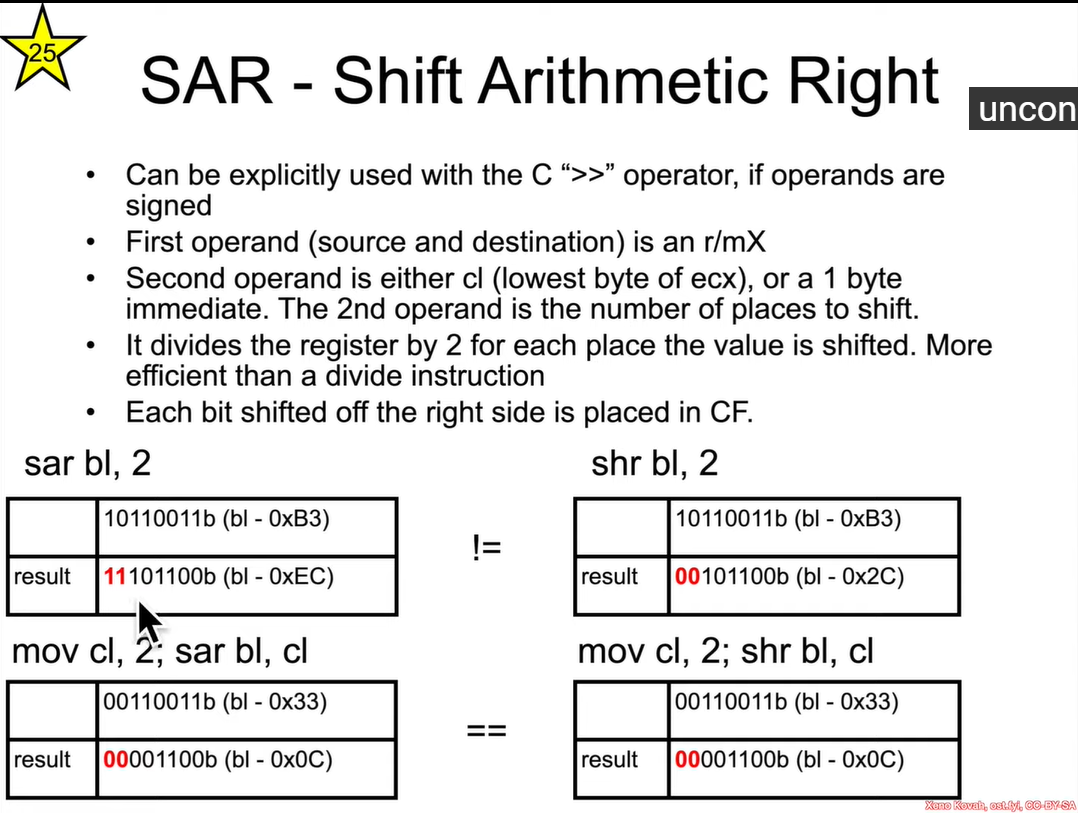 25
SAR - Shift Arithmetic Right
uncon
• Can be explicitly used with the C “>>” operator, if operands are
signed
• First operand (source and destination) is an r/mX
• Second operand is either cl (lowest byte of ecx), or a 1 byte
immediate. The 2nd operand is the number of places to shift.
• It divides the register by 2 for each place the value is shifted. More
efficient than a divide instruction
• Each bit shifted off the right side is placed in CF.
sar bl, 2
10110011b (bl - 0xB3)
result 11101100b (bl - 0xEC)
!=
shr bl, 2
10110011b (bl - 0xB3)
result 00101100b (bl - 0x2C)
mov cl, 2; sar bl, cl
00110011b (bl - 0x33)
result 00001100b (bl - 0x0C)
==
mov cl, 2; shr bl, cl
00110011b (bl - 0x33)
result 00001100b (bl - 0x0C)
Xeno Kovah, ost.fyi, CC-BY-SA